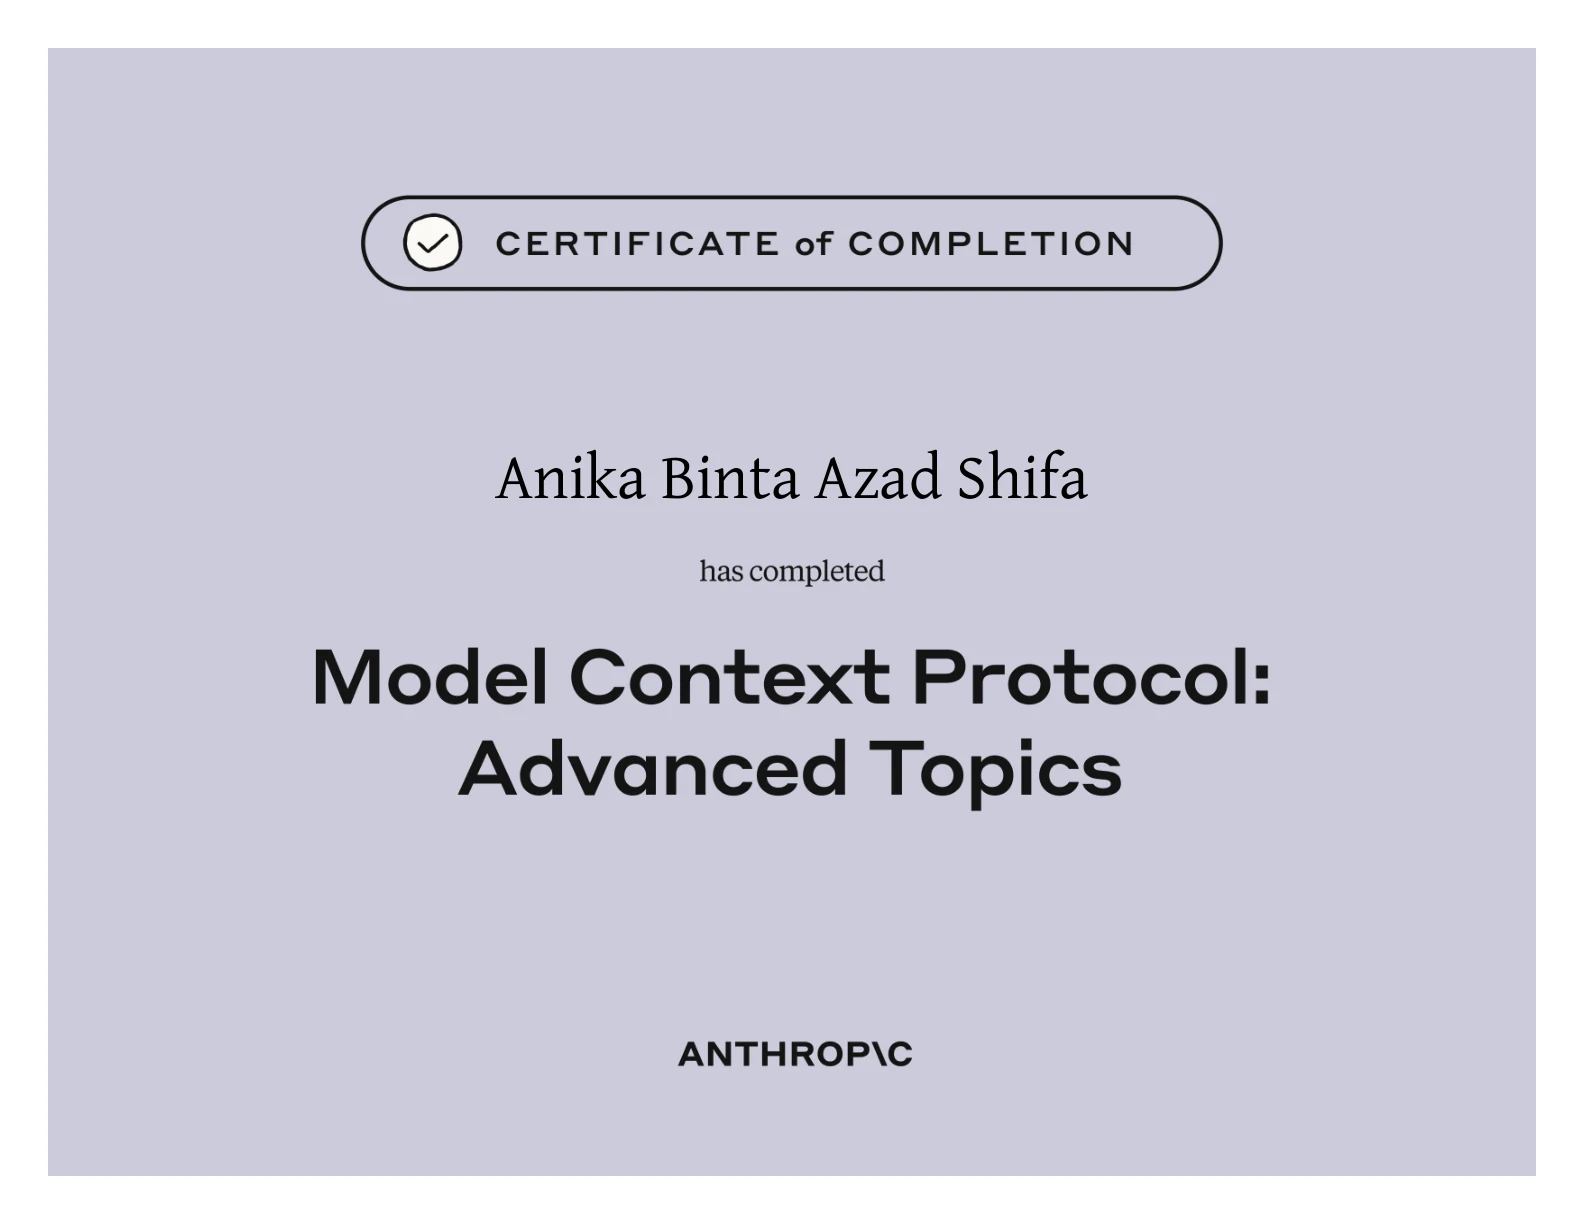 CERTIFICATE of COMPLETION
Anika Binta Azad Shifa
has completed
Model Context Protocol:
Advanced Topics
ANTHROP\C